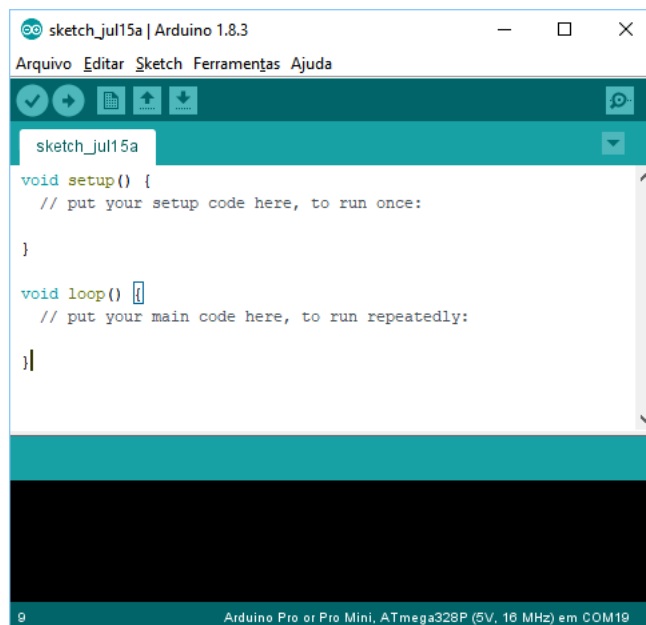 sketch_jul15a | Arduino 1.8.3
Arquivo Editar Sketch Ferramentas Ajuda
sketch_jul15a
void setup() {
  // put your setup code here, to run once:
}
void loop() {
  // put your main code here, to run repeatedly:
}
9 Arduino Pro or Pro Mini, ATmega328P (5V, 16 MHz) em COM19